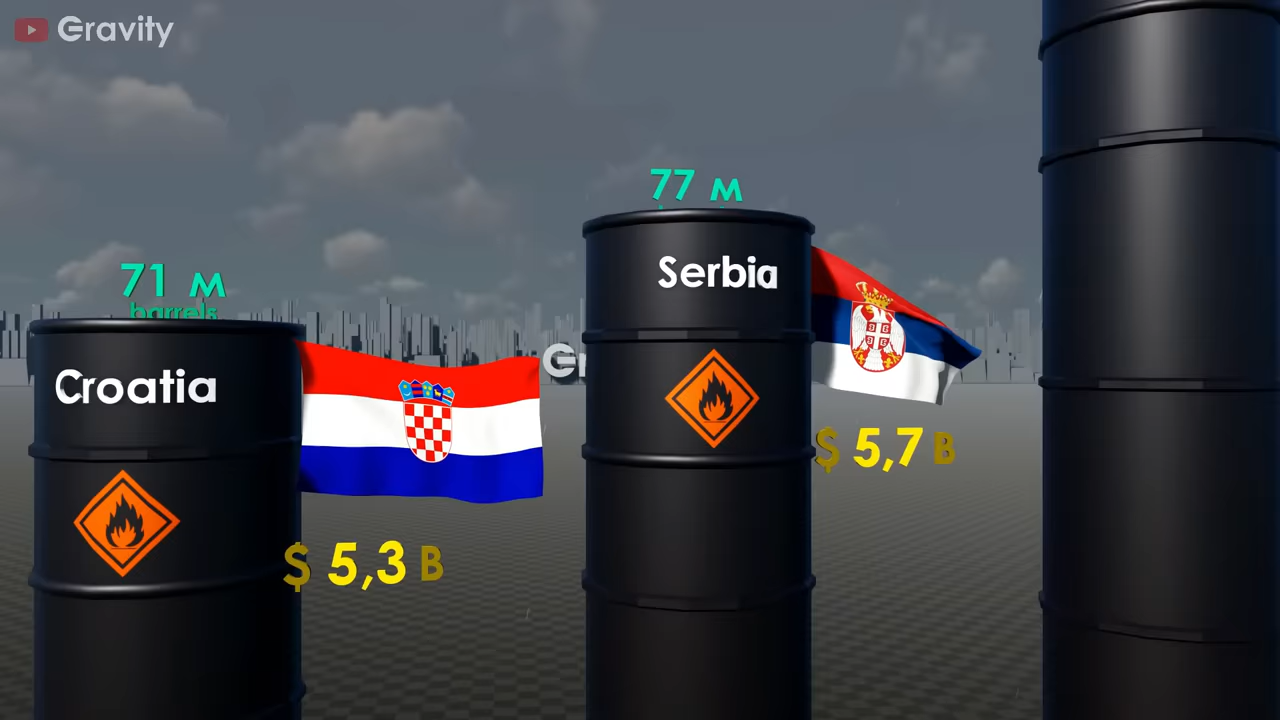 Gravity
71 M
barrels
Croatia
$ 5,3 B
77 M
Serbia
$ 5,7 B